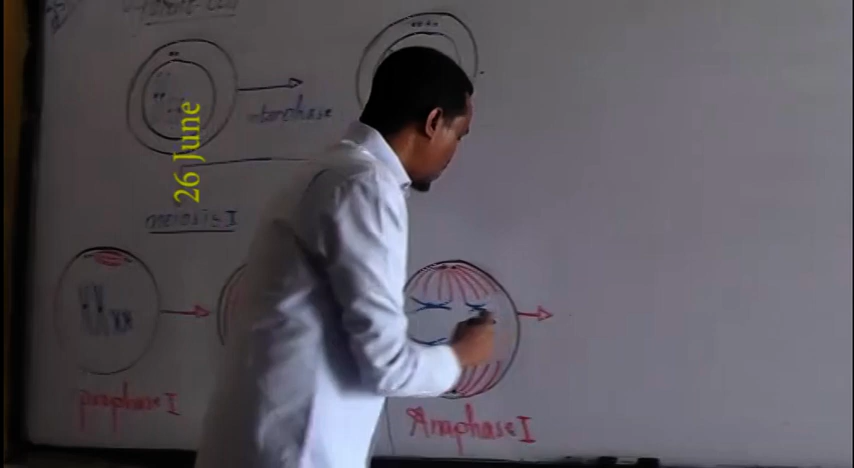 interphase
26 June
meiosis I
prophase I
Anaphase I